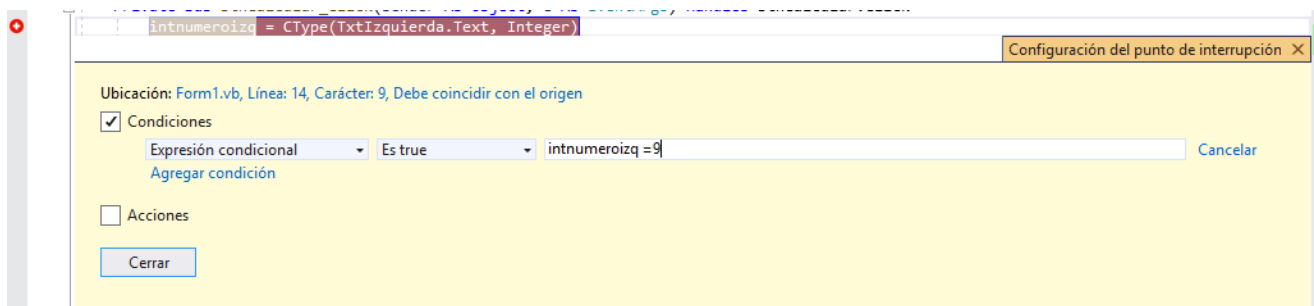 intnumeroizq = CType(TxtIzquierda.Text, Integer)
Configuración del punto de interrupción
Ubicación: Form1.vb, Línea: 14, Carácter: 9, Debe coincidir con el origen
Condiciones
Expresión condicional Es true intnumeroizq =9 Cancelar
Agregar condición
Acciones
Cerrar